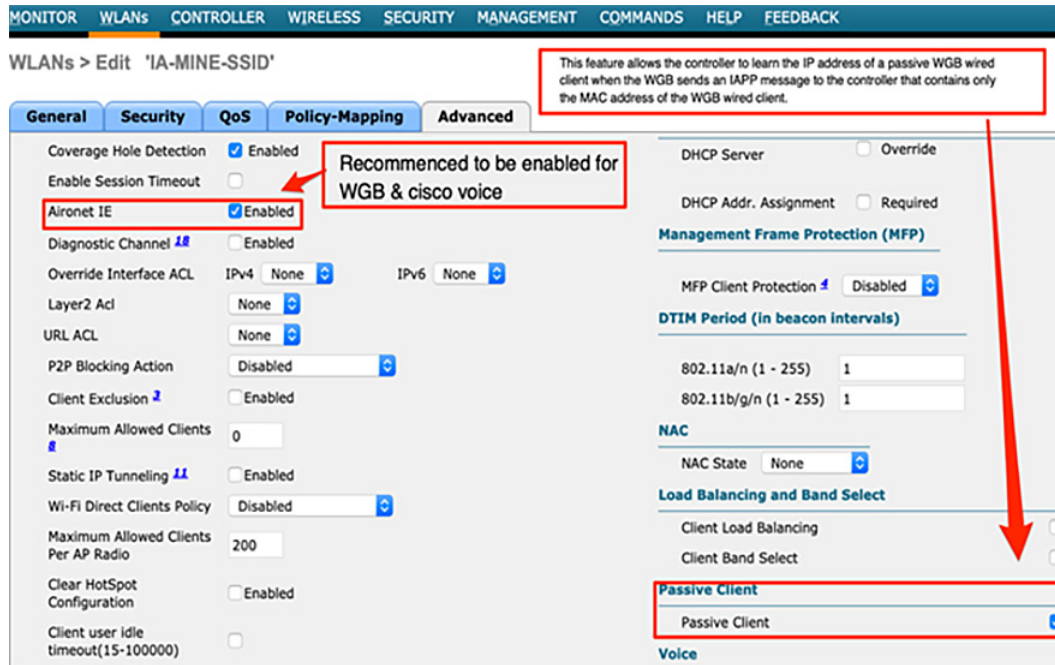 MONITOR WLANs CONTROLLER WIRELESS SECURITY MANAGEMENT COMMANDS HELP FEEDBACK
WLANs > Edit 'IA-MINE-SSID'
This feature allows the controller to learn the IP address of a passive WGB wired
client when the WGB sends an IAPP message to the controller that contains only
the MAC address of the WGB wired client.
General Security QoS Policy-Mapping Advanced
Coverage Hole Detection Enabled
Recommenced to be enabled for
WGB & cisco voice
Enable Session Timeout
Aironet IE Enabled
Diagnostic Channel 18 Enabled
Override Interface ACL IPv4 None IPv6 None
Layer2 Acl None
URL ACL None
P2P Blocking Action Disabled
Client Exclusion 3 Enabled
Maximum Allowed Clients
8
0
Static IP Tunneling 11 Enabled
Wi-Fi Direct Clients Policy Disabled
Maximum Allowed Clients
Per AP Radio
200
Clear HotSpot
Configuration
Enabled
Client user idle
timeout(15-100000)
DHCP Server Override
DHCP Addr. Assignment Required
Management Frame Protection (MFP)
MFP Client Protection 4 Disabled
DTIM Period (in beacon intervals)
802.11a/n (1 - 255) 1
802.11b/g/n (1 - 255) 1
NAC
NAC State None
Load Balancing and Band Select
Client Load Balancing
Client Band Select
Passive Client
Passive Client
Voice